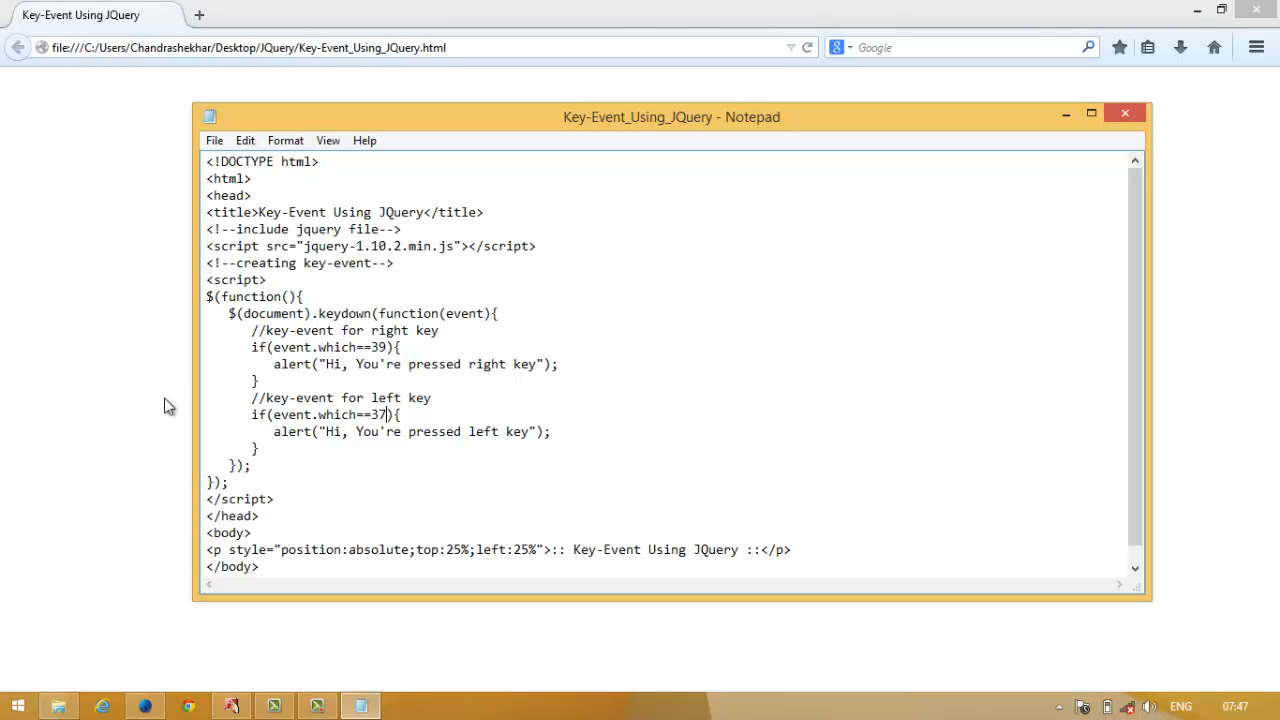 Key-Event Using JQuery
file:///C:/Users/Chandrashekhar/Desktop/JQuery/Key-Event_Using_JQuery.html
Google
Key-Event_Using_JQuery - Notepad
File Edit Format View Help
<!DOCTYPE html>
<html>
<head>
<title>Key-Event Using JQuery</title>
<!--include jquery file-->
<script src="jquery-1.10.2.min.js"></script>
<!--creating key-event-->
<script>
$(function(){
   $(document).keydown(function(event){
      //key-event for right key
      if(event.which==39){
         alert("Hi, You're pressed right key");
      }
      //key-event for left key
      if(event.which==37){
         alert("Hi, You're pressed left key");
      }
   });
});
</script>
</head>
<body>
<p style="position:absolute;top:25%;left:25%">:: Key-Event Using JQuery ::</p>
</body>
ENG 07:47